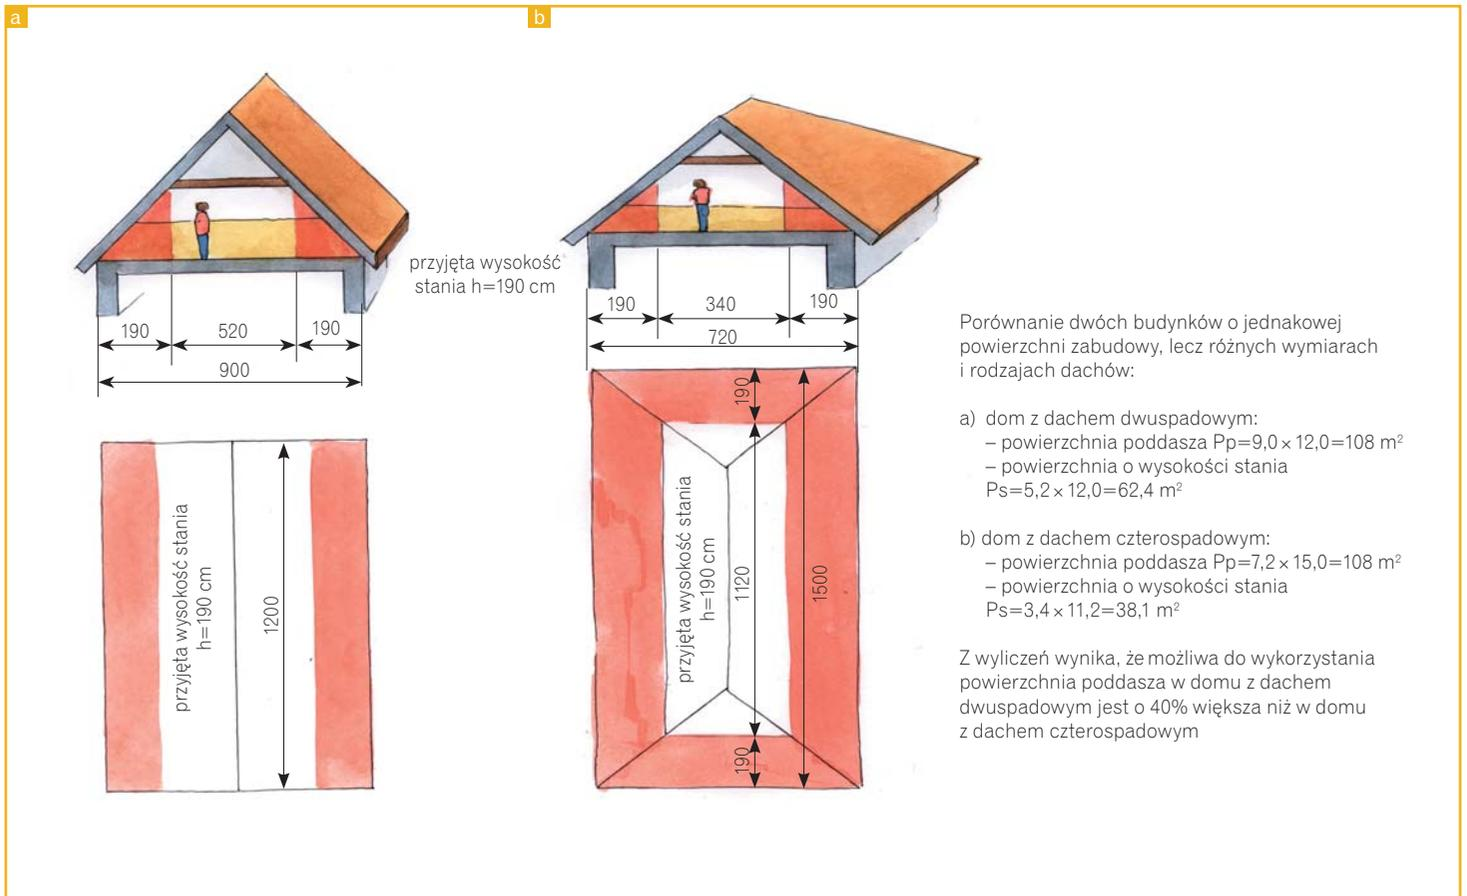 a
b
przyjęta wysokość
stania h=190 cm
190
520
190
900
190
340
190
720
przyjęta wysokość stania
h=190 cm
1200
190
przyjęta wysokość stania
h=190 cm
1120
1500
190
Porównanie dwóch budynków o jednakowej
powierzchni zabudowy, lecz różnych wymiarach
i rodzajach dachów:
a) dom z dachem dwuspadowym:
– powierzchnia poddasza Pp=9,0 × 12,0=108 m²
– powierzchnia o wysokości stania
Ps=5,2 × 12,0=62,4 m²
b) dom z dachem czterospadowym:
– powierzchnia poddasza Pp=7,2 × 15,0=108 m²
– powierzchnia o wysokości stania
Ps=3,4 × 11,2=38,1 m²
Z wyliczeń wynika, że możliwa do wykorzystania
powierzchnia poddasza w domu z dachem
dwuspadowym jest o 40% większa niż w domu
z dachem czterospadowym